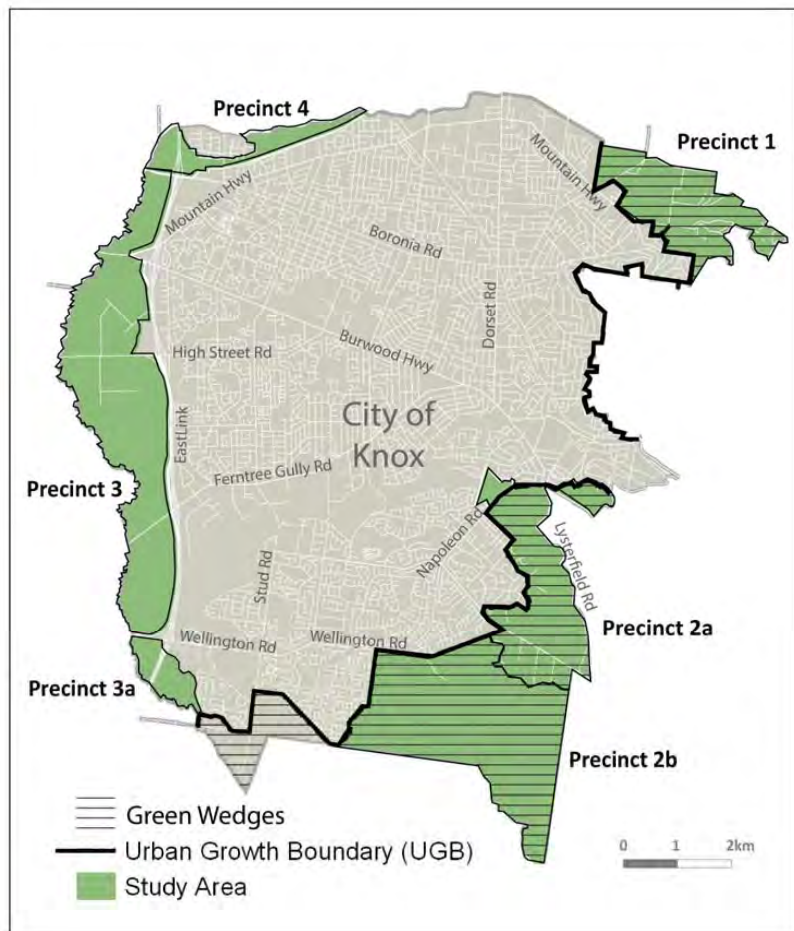 Precinct 4
Precinct 1
Mountain Hwy
Mountain Hwy
Boronia Rd
Dorset Rd
High Street Rd
Burwood Hwy
EastLink
City of
Knox
Ferntree Gully Rd
Precinct 3
Napoleon Rd
Lysterfield Rd
Stud Rd
Wellington Rd
Wellington Rd
Precinct 2a
Precinct 3a
Precinct 2b
Green Wedges
Urban Growth Boundary (UGB)
Study Area
0 1 2km